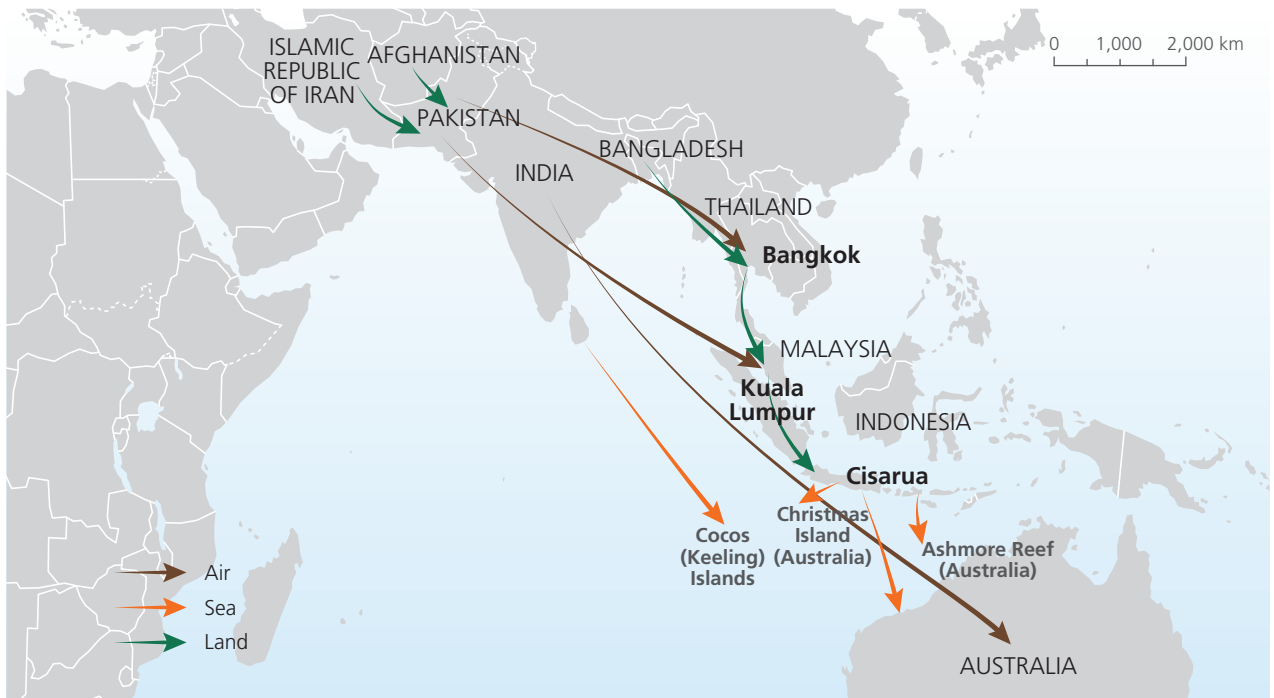 ISLAMIC
REPUBLIC
OF IRAN
AFGHANISTAN
0 1,000 2,000 km
PAKISTAN
BANGLADESH
INDIA
THAILAND
Bangkok
MALAYSIA
Kuala
Lumpur
INDONESIA
Cisarua
Christmas
Island
(Australia)
Cocos
(Keeling)
Islands
Ashmore Reef
(Australia)
Air
Sea
Land
AUSTRALIA